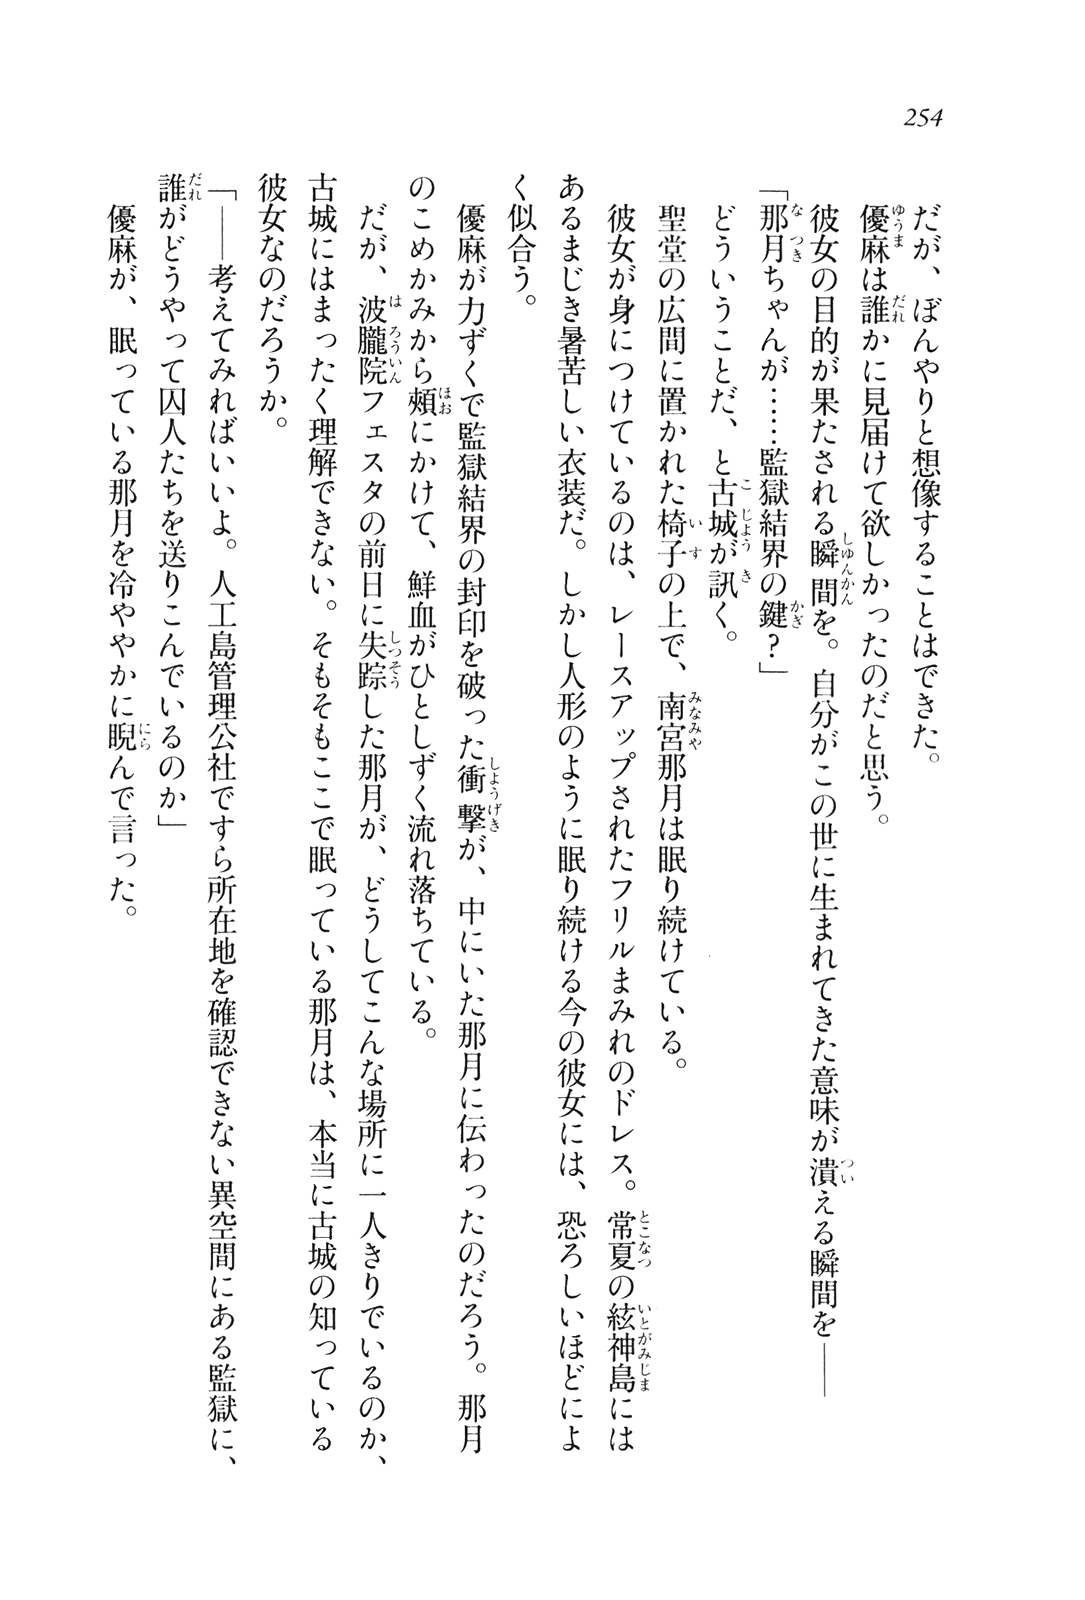 254
だが、ぼんやりと想像することはできた。
優麻は誰かに見届けて欲しかったのだと思う。
彼女の目的が果たされる瞬間を。自分がこの世に生まれてきた意味が潰える瞬間を――
「那月ちゃんが……監獄結界の鍵？」
どういうことだ、と古城が訊く。
聖堂の広間に置かれた椅子の上で、南宮那月は眠り続けている。
彼女が身につけているのは、レースアップされたフリルまみれのドレス。常夏の絃神島には
あるまじき暑苦しい衣装だ。しかし人形のように眠り続ける今の彼女には、恐ろしいほどによ
く似合う。
優麻が力ずくで監獄結界の封印を破った衝撃が、中にいた那月に伝わったのだろう。那月
のこめかみから頰にかけて、鮮血がひとしずく流れ落ちている。
だが、波朧院フェスタの前日に失踪した那月が、どうしてこんな場所に一人きりでいるのか、
古城にはまったく理解できない。そもそもここで眠っている那月は、本当に古城の知っている
彼女なのだろうか。
「――考えてみればいいよ。人工島管理公社ですら所在地を確認できない異空間にある監獄に、
誰がどうやって囚人たちを送りこんでいるのか」
優麻が、眠っている那月を冷ややかに睨んで言った。